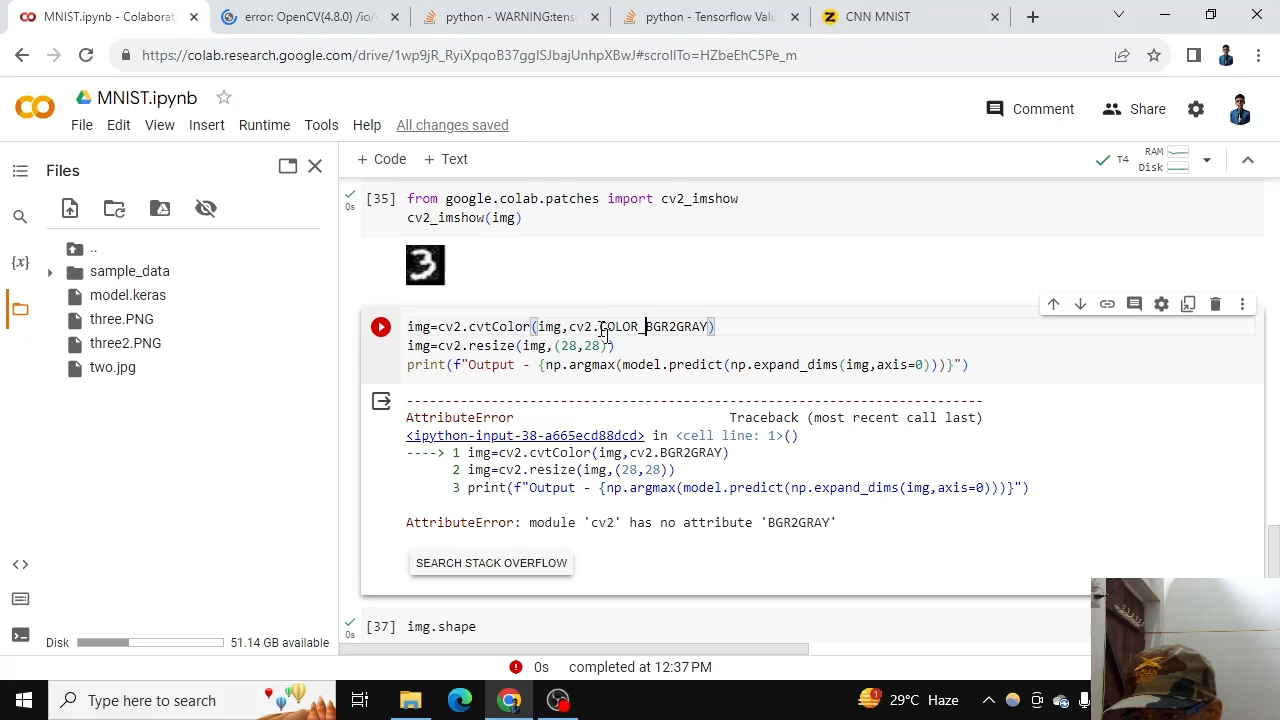 MNIST.ipynb - Colaborat
error: OpenCV(4.8.0) /io/
python - WARNING:tens
python - Tensorflow Valu
CNN MNIST
https://colab.research.google.com/drive/1wp9jR_RyiXpqoB37gglSJbajUnhpXBwJ#scrollTo=HZbeEhC5Pe_m
CO
MNIST.ipynb
Comment
Share
File Edit View Insert Runtime Tools Help All changes saved
Files
+ Code + Text
T4
RAM
Disk
..
sample_data
model.keras
three.PNG
three2.PNG
two.jpg
{x}
Disk
51.14 GB available
[35]
0s
from google.colab.patches import cv2_imshow
cv2_imshow(img)
3
img=cv2.cvtColor(img,cv2.COLOR_BGR2GRAY)
img=cv2.resize(img,(28,28))
print(f"Output - {np.argmax(model.predict(np.expand_dims(img,axis=0)))}")
---------------------------------------------------------------------------
AttributeError Traceback (most recent call last)
<ipython-input-38-a665ecd88dcd> in <cell line: 1>()
----> 1 img=cv2.cvtColor(img,cv2.BGR2GRAY)
2 img=cv2.resize(img,(28,28))
3 print(f"Output - {np.argmax(model.predict(np.expand_dims(img,axis=0)))}")
AttributeError: module 'cv2' has no attribute 'BGR2GRAY'
SEARCH STACK OVERFLOW
[37] img.shape
0s
0s completed at 12:37PM
Type here to search
1
29°C Haze